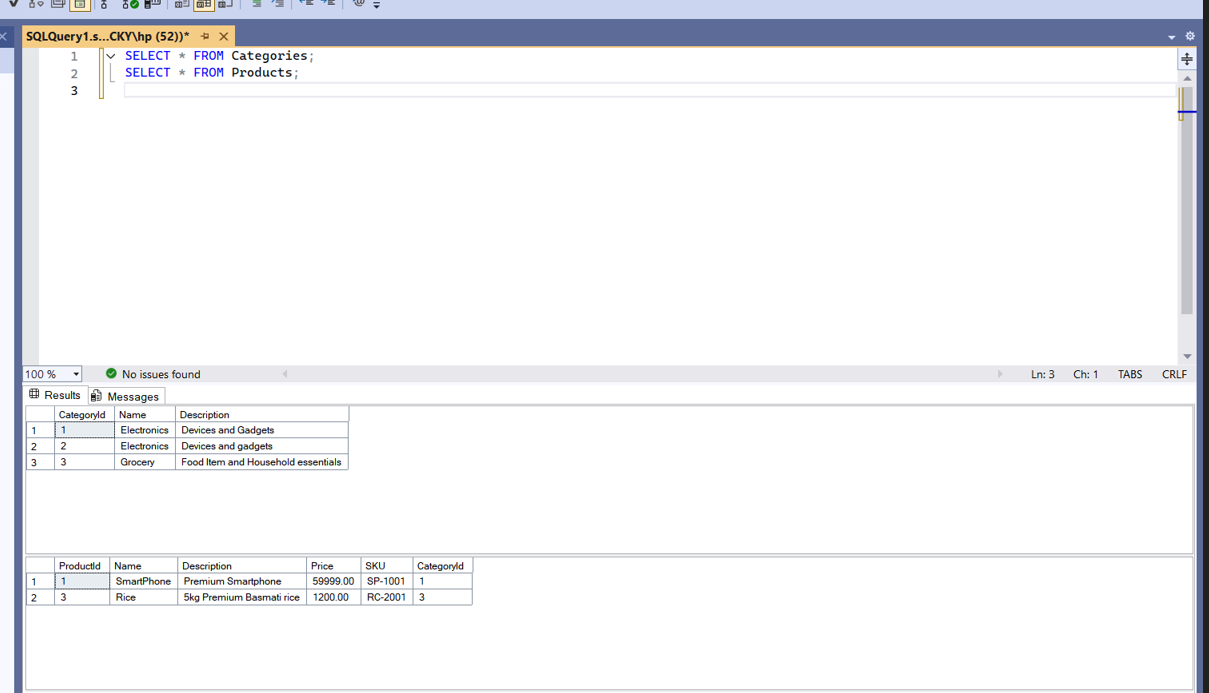 SQLQuery1.s...CKY\hp (52))*
1 SELECT * FROM Categories;
2 SELECT * FROM Products;
3
100 % No issues found Ln: 3 Ch: 1 TABS CRLF
Results Messages
CategoryId Name Description
1 1 Electronics Devices and Gadgets
2 2 Electronics Devices and gadgets
3 3 Grocery Food Item and Household essentials
ProductId Name Description Price SKU CategoryId
1 1 SmartPhone Premium Smartphone 59999.00 SP-1001 1
2 3 Rice 5kg Premium Basmati rice 1200.00 RC-2001 3